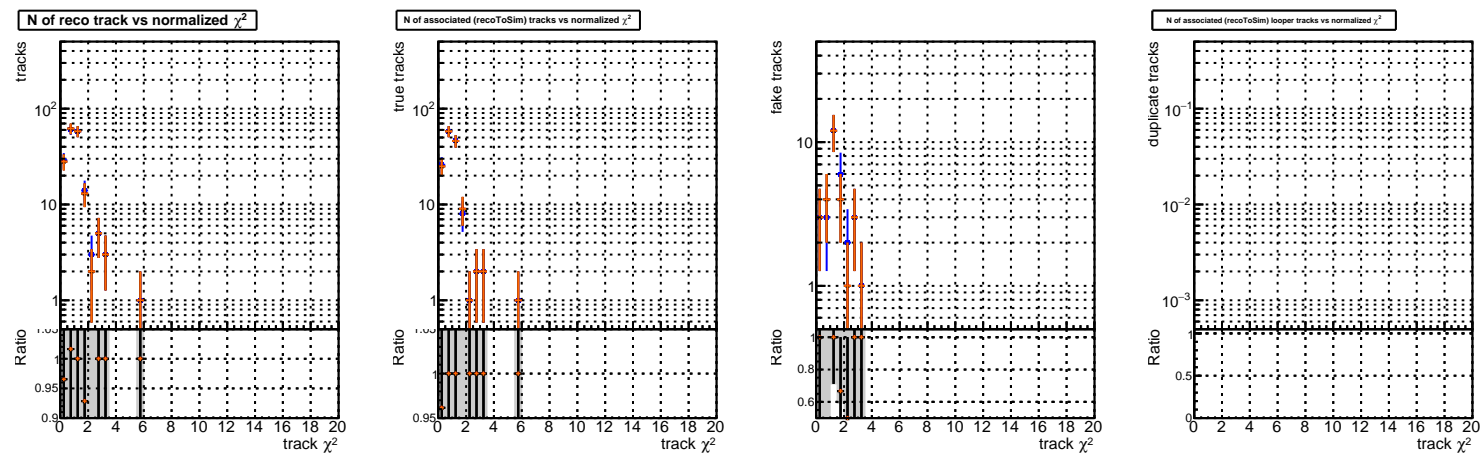 N of reco track vs normalized χ²
tracks
10²
10
1
Ratio
1.05
1
0.95
0.9
0 2 4 6 8 10 12 14 16 18 20
track χ²
N of associated (recoToSim) tracks vs normalized χ²
true tracks
10²
10
1
Ratio
1.05
1
0.95
0 2 4 6 8 10 12 14 16 18 20
track χ²
fake tracks
10
1
Ratio
1
0.8
0.6
0 2 4 6 8 10 12 14 16 18 20
track χ²
N of associated (recoToSim) looper tracks vs normalized χ²
duplicate tracks
10⁻¹
10⁻²
10⁻³
Ratio
1
0.5
0
0 2 4 6 8 10 12 14 16 18 20
track χ²